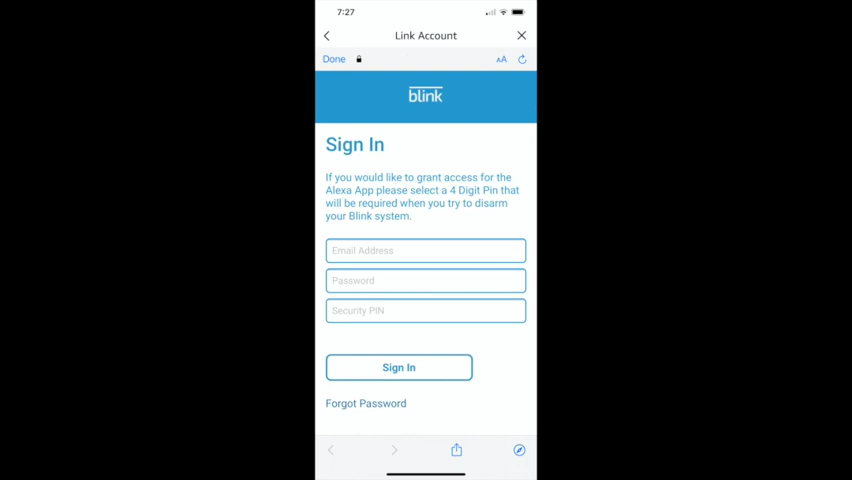 7:27
Link Account
Done AA
blink
Sign In
If you would like to grant access for the
Alexa App please select a 4 Digit Pin that
will be required when you try to disarm
your Blink system.
Email Address
Password
Security PIN
Sign In
Forgot Password